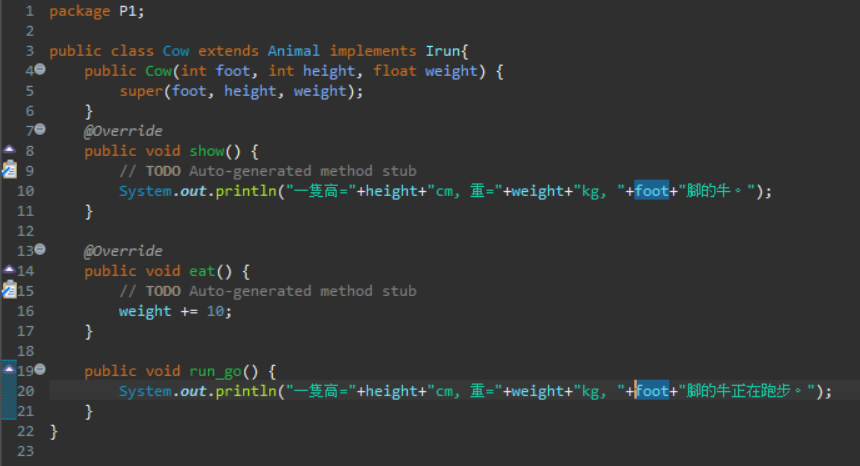 1 package P1;
2
3 public class Cow extends Animal implements Irun{
4     public Cow(int foot, int height, float weight) {
5         super(foot, height, weight);
6     }
7     @Override
8     public void show() {
9         // TODO Auto-generated method stub
10         System.out.println("一隻高="+height+"cm, 重="+weight+"kg, "+foot+"腳的牛。");
11     }
12
13     @Override
14     public void eat() {
15         // TODO Auto-generated method stub
16         weight += 10;
17     }
18
19     public void run_go() {
20         System.out.println("一隻高="+height+"cm, 重="+weight+"kg, "+foot+"腳的牛正在跑步。");
21     }
22 }
23